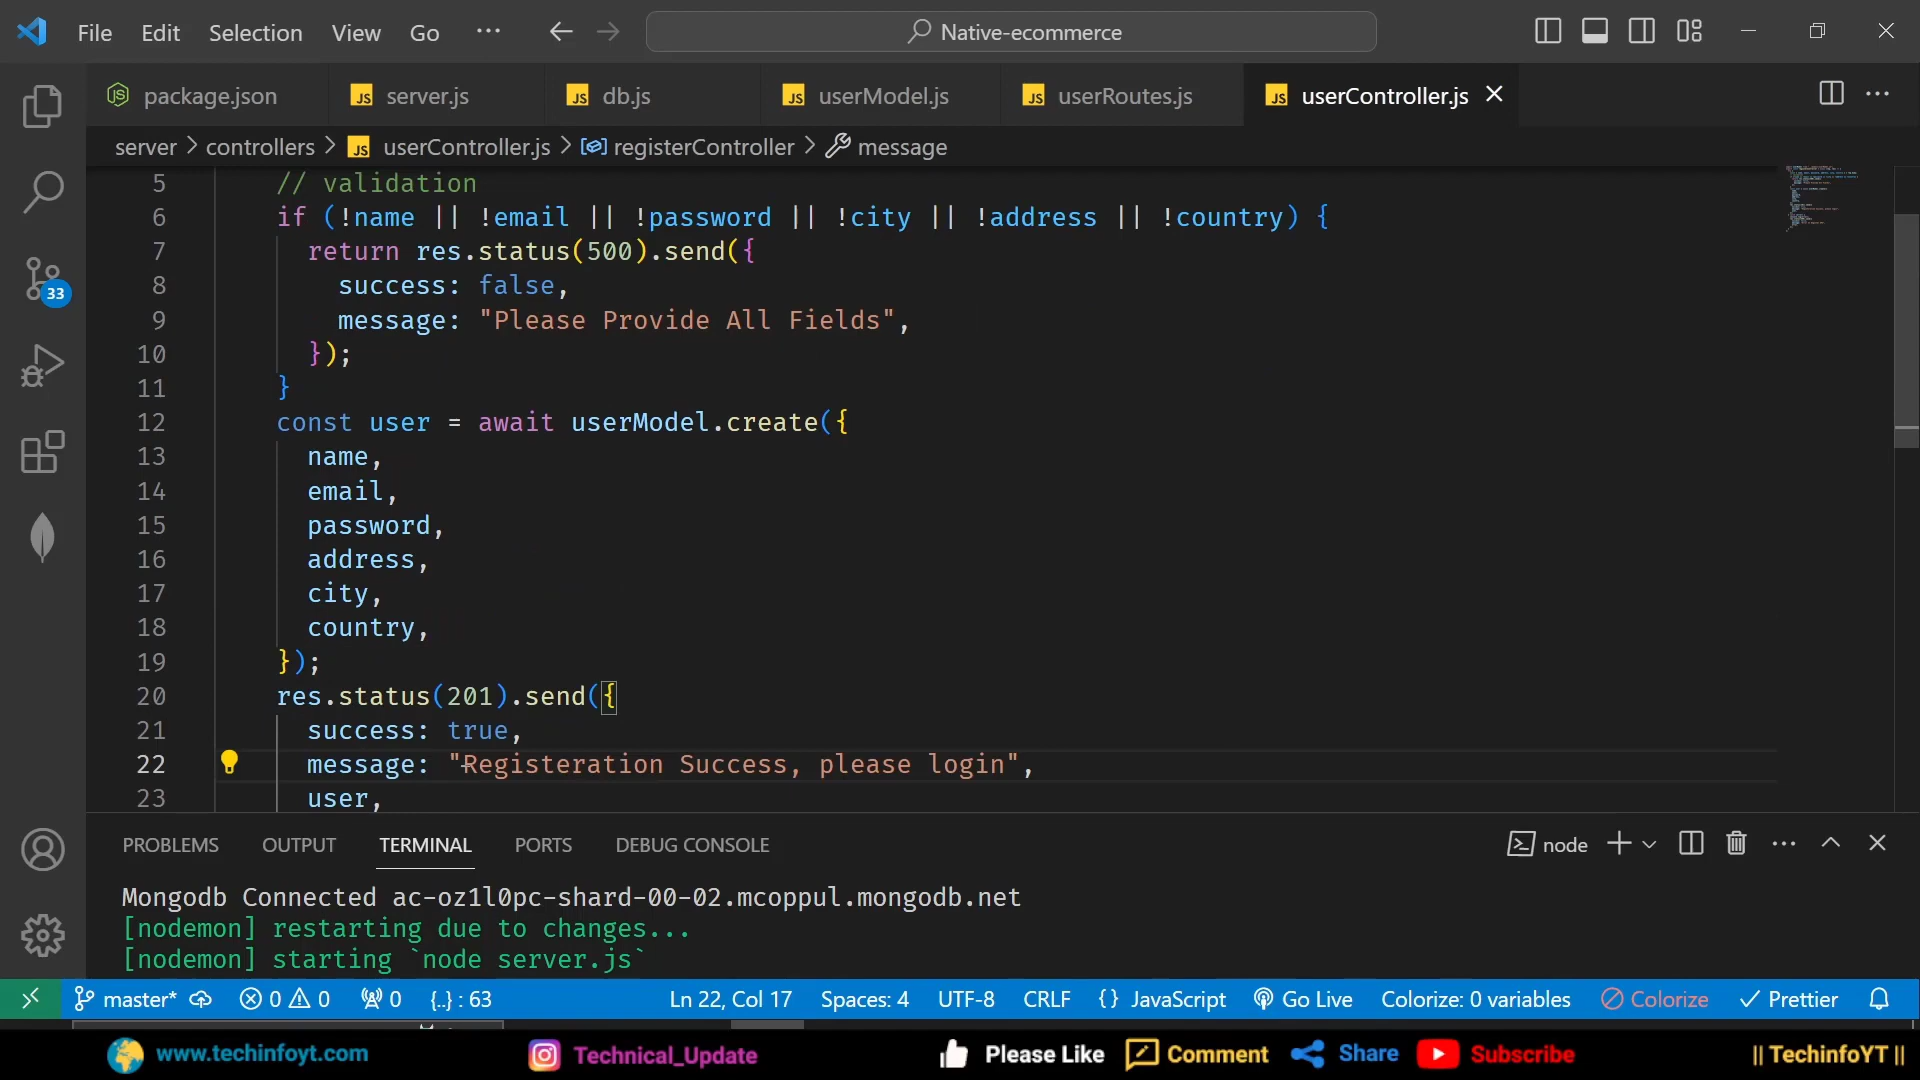 File Edit Selection View Go ··· Native-ecommerce
package.json JS server.js JS db.js JS userModel.js JS userRoutes.js JS userController.js
server > controllers > JS userController.js > registerController > message
5 // validation
6 if (!name || !email || !password || !city || !address || !country) {
7 return res.status(500).send({
8 success: false,
9 message: "Please Provide All Fields",
10 });
11 }
12 const user = await userModel.create({
13 name,
14 email,
15 password,
16 address,
17 city,
18 country,
19 });
20 res.status(201).send({
21 success: true,
22 message: "Registeration Success, please login",
23 user,
33
PROBLEMS OUTPUT TERMINAL PORTS DEBUG CONSOLE node
Mongodb Connected ac-oz1l0pc-shard-00-02.mcoppul.mongodb.net
[nodemon] restarting due to changes...
[nodemon] starting `node server.js`
master* 0 0 0 {..} : 63 Ln 22, Col 17 Spaces: 4 UTF-8 CRLF {} JavaScript Go Live Colorize: 0 variables Colorize Prettier
www.techinfoyt.com Technical_Update Please Like Comment Share Subscribe || TechinfoYT ||